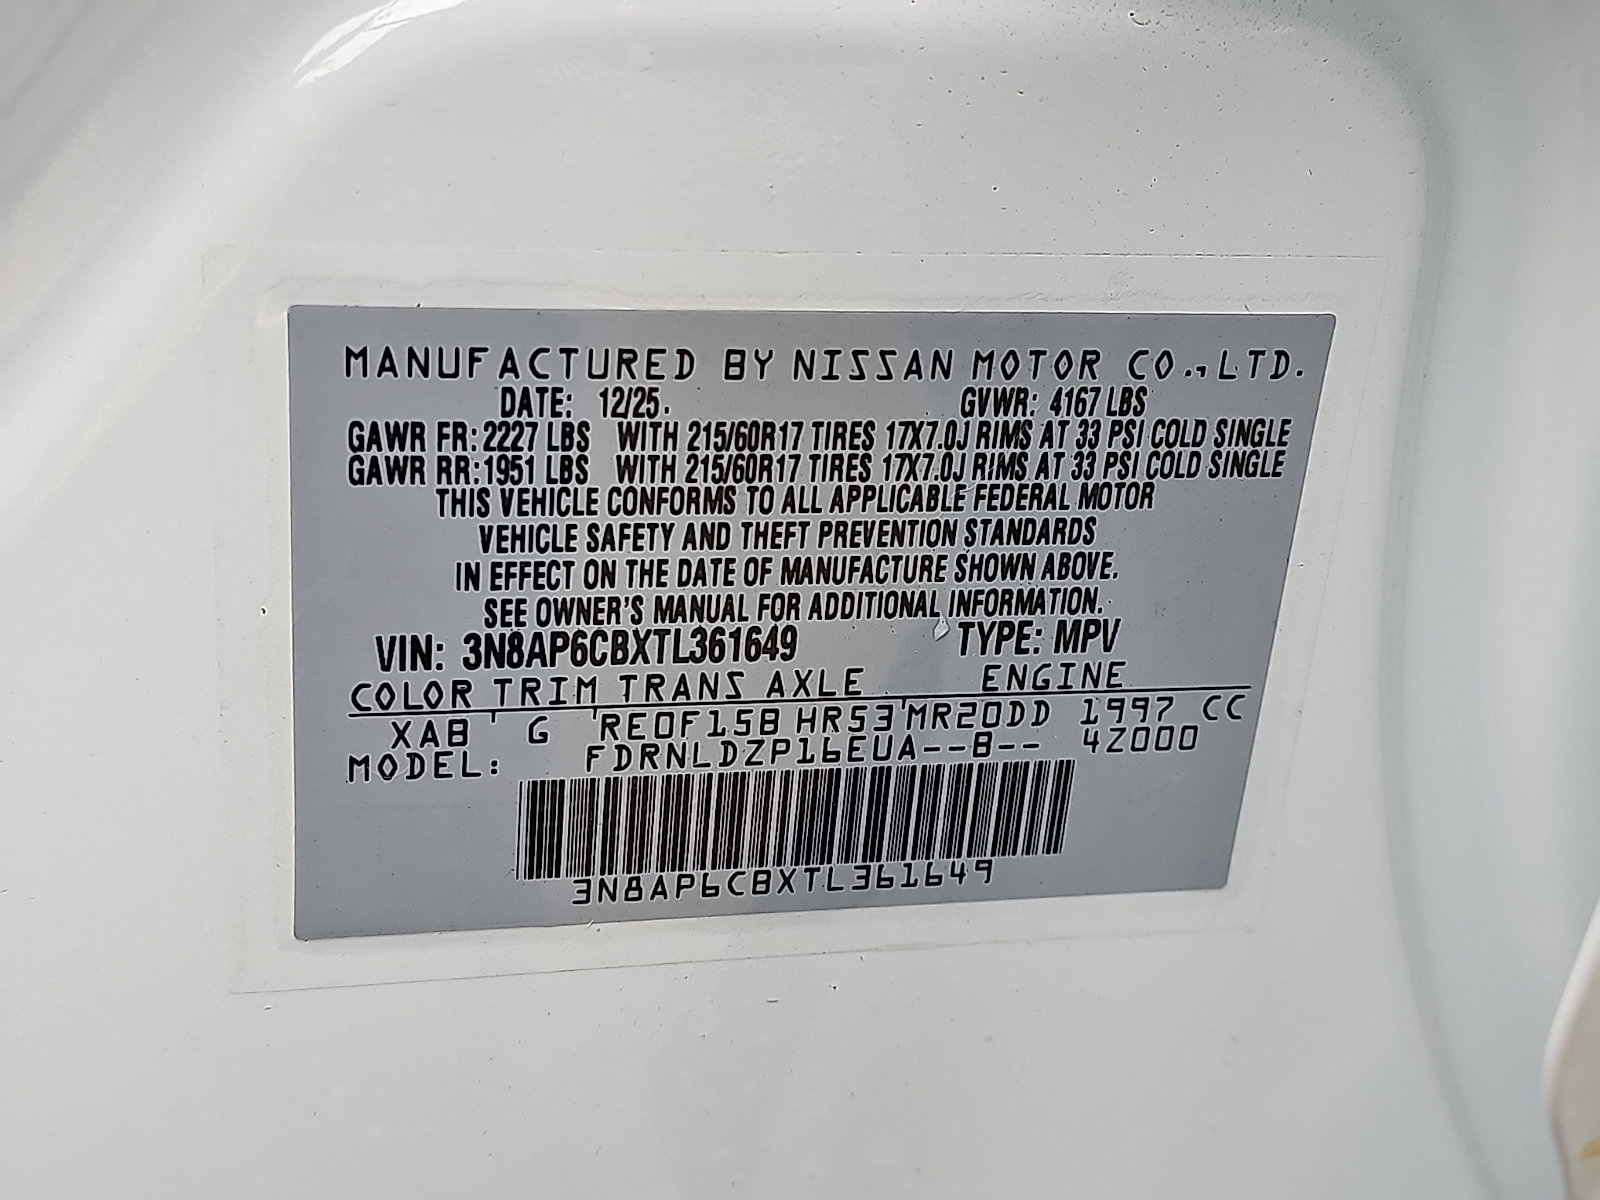 MANUFACTURED BY NISSAN MOTOR CO., LTD.
DATE: 12/25. GVWR: 4167 LBS
GAWR FR: 2227 LBS WITH 215/60R17 TIRES 17X7.0J RIMS AT 33 PSI COLD SINGLE
GAWR RR: 1951 LBS WITH 215/60R17 TIRES 17X7.0J RIMS AT 33 PSI COLD SINGLE
THIS VEHICLE CONFORMS TO ALL APPLICABLE FEDERAL MOTOR
VEHICLE SAFETY AND THEFT PREVENTION STANDARDS
IN EFFECT ON THE DATE OF MANUFACTURE SHOWN ABOVE.
SEE OWNER'S MANUAL FOR ADDITIONAL INFORMATION.
VIN: 3N8AP6CBXTL361649 TYPE: MPV
COLOR TRIM TRANS AXLE ENGINE
XAB G RE0F15B HR53 MR20DD 1997 CC
MODEL: FDRNLDZP16EUA--B-- 42000
3N8AP6CBXTL361649